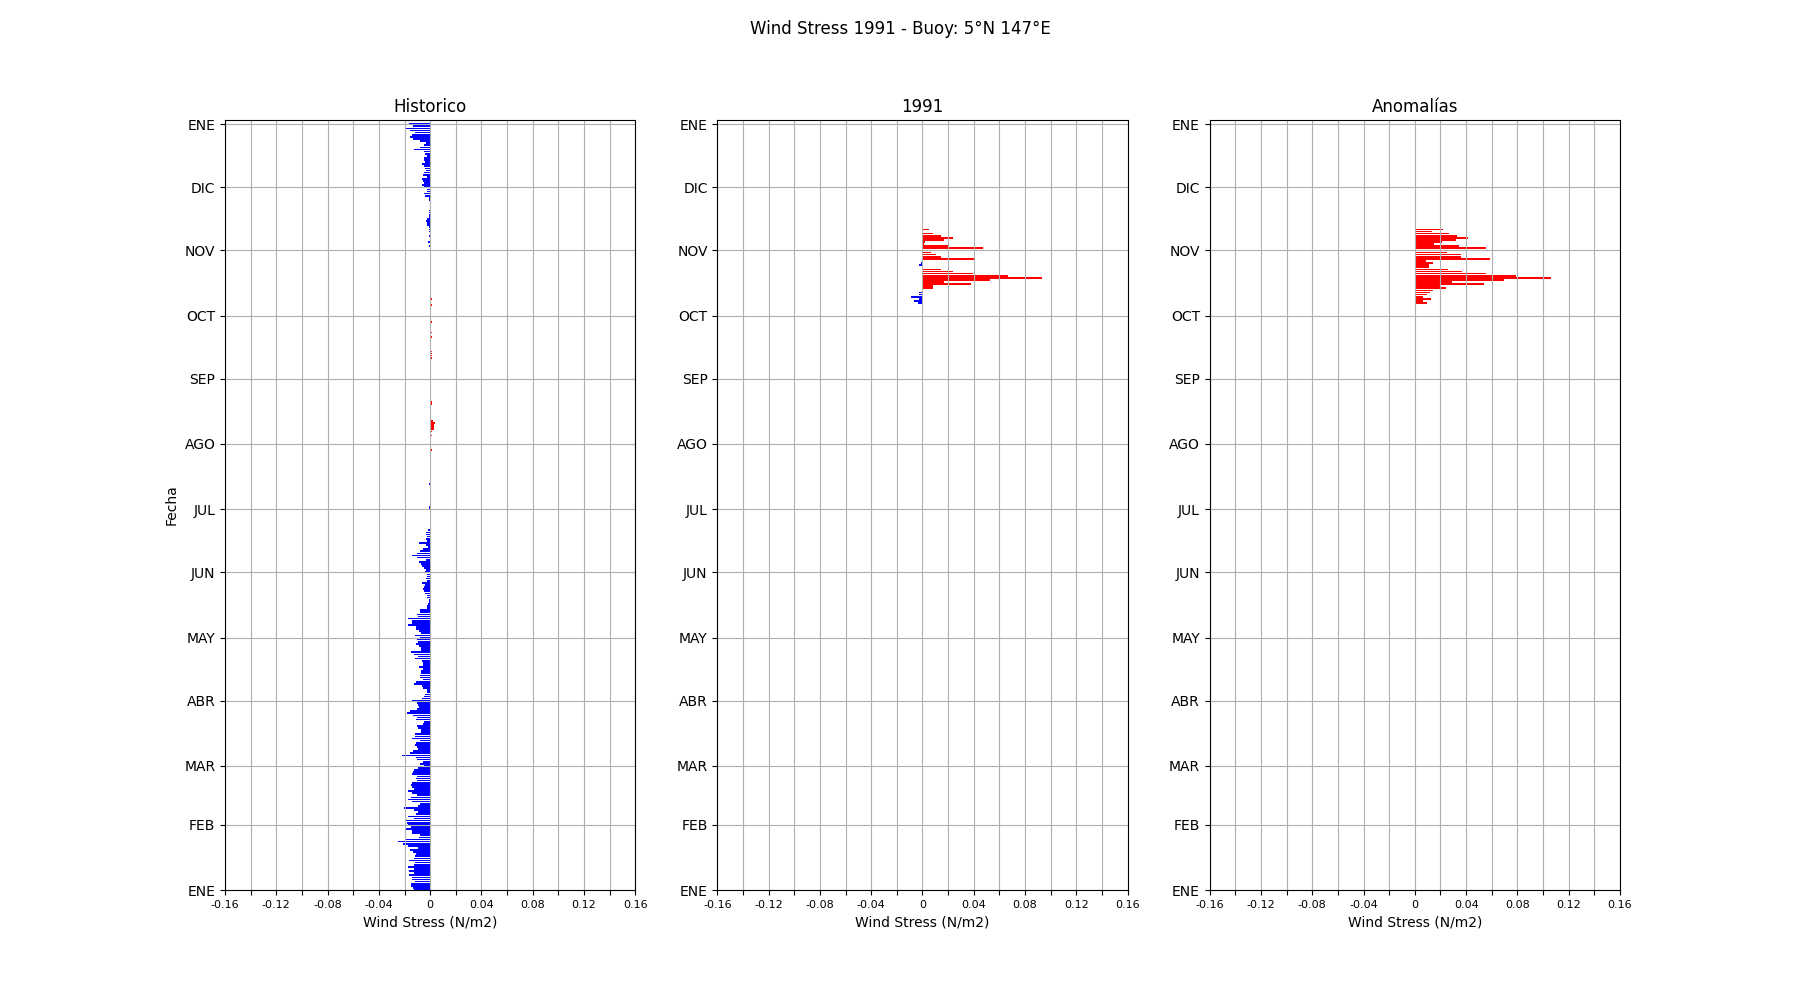 Wind Stress 1991 - Buoy: 5°N 147°E
Historico
ENE
DIC
NOV
OCT
SEP
AGO
JUL
JUN
MAY
ABR
MAR
FEB
ENE
Fecha
-0.16 -0.12 -0.08 -0.04 0 0.04 0.08 0.12 0.16
Wind Stress (N/m2)
1991
ENE
DIC
NOV
OCT
SEP
AGO
JUL
JUN
MAY
ABR
MAR
FEB
ENE
-0.16 -0.12 -0.08 -0.04 0 0.04 0.08 0.12 0.16
Wind Stress (N/m2)
Anomalías
ENE
DIC
NOV
OCT
SEP
AGO
JUL
JUN
MAY
ABR
MAR
FEB
ENE
-0.16 -0.12 -0.08 -0.04 0 0.04 0.08 0.12 0.16
Wind Stress (N/m2)